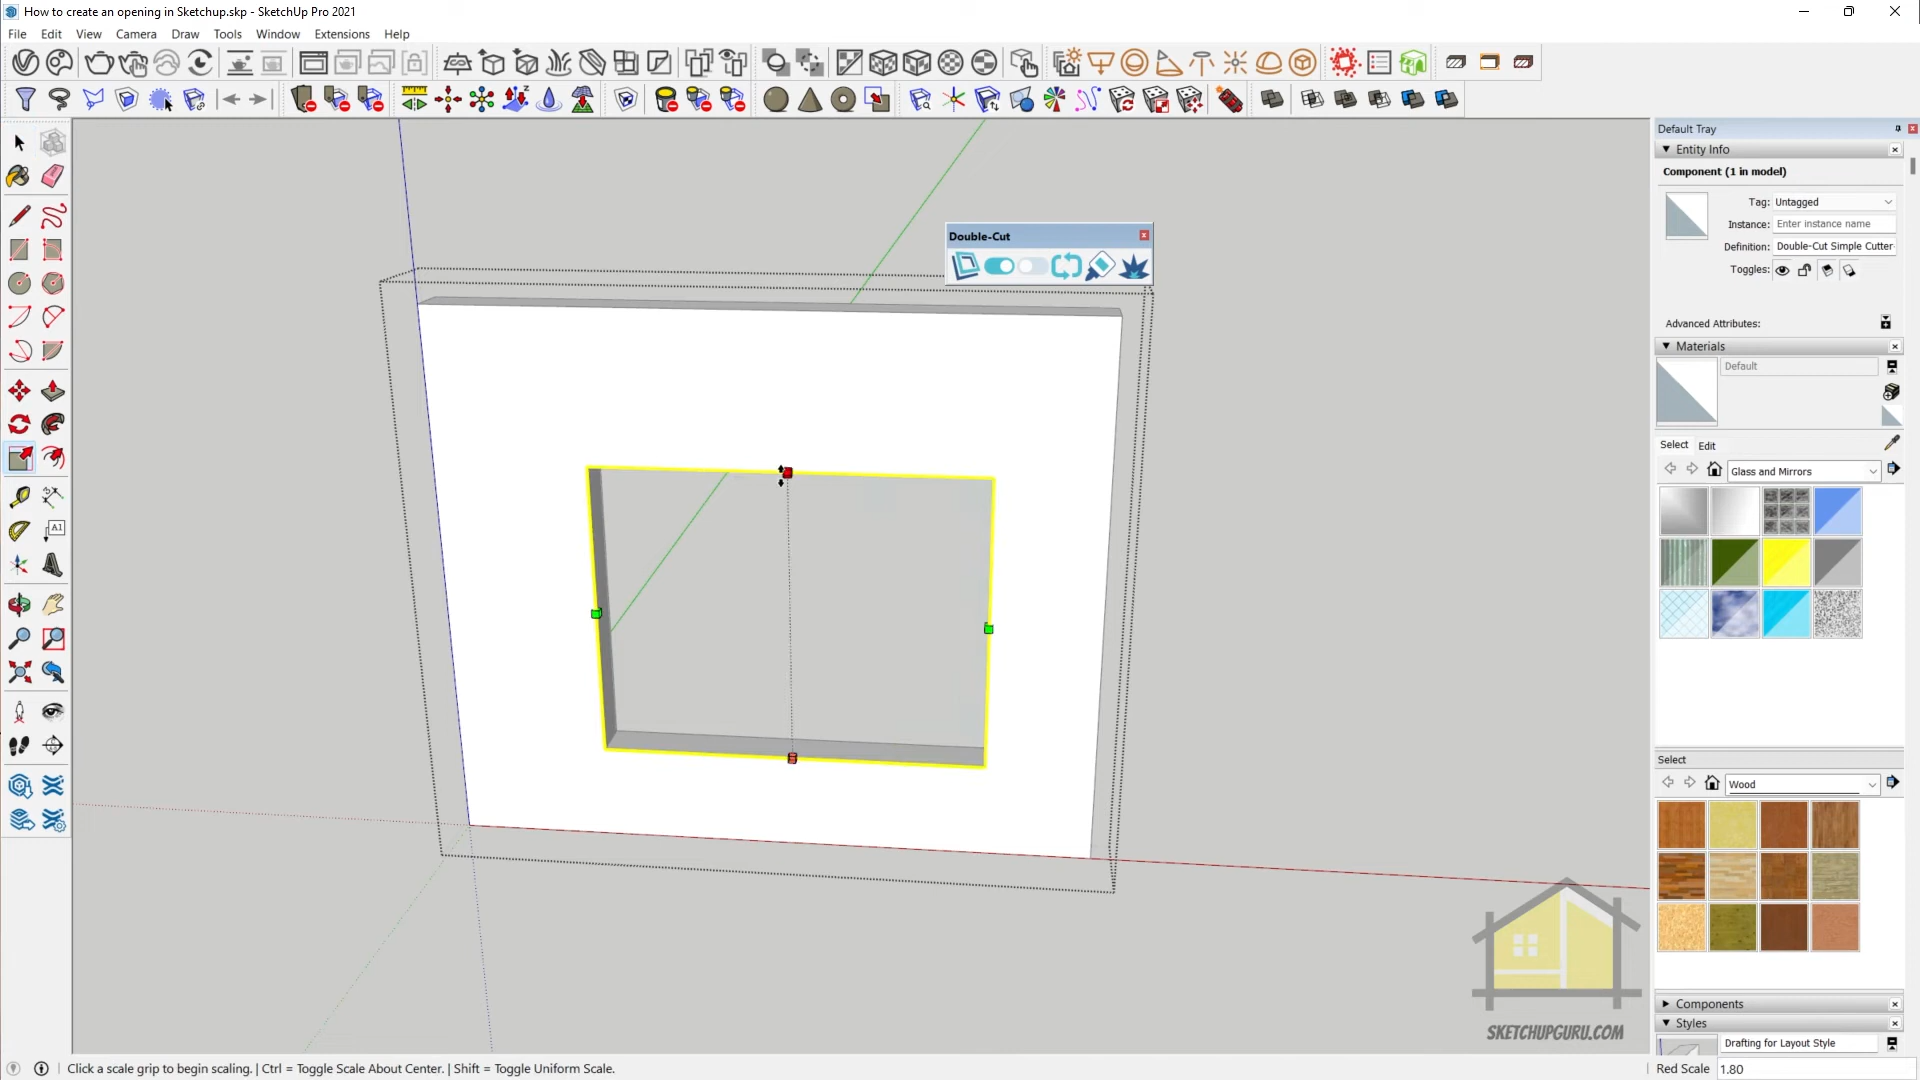 How to create an opening in Sketchup.skp - SketchUp Pro 2021
File Edit View Camera Draw Tools Window Extensions Help
Default Tray
Entity Info
Component (1 in model)
Tag: Untagged
Instance: Enter instance name
Definition: Double-Cut Simple Cutter
Toggles:
Advanced Attributes:
Double-Cut
Materials
Default
Select Edit
Glass and Mirrors
A1
Select
Wood
Components
Styles
Drafting for Layout Style
SKETCHUPGURU.COM
Click a scale grip to begin scaling. | Ctrl = Toggle Scale About Center. | Shift = Toggle Uniform Scale.
Red Scale 1.80